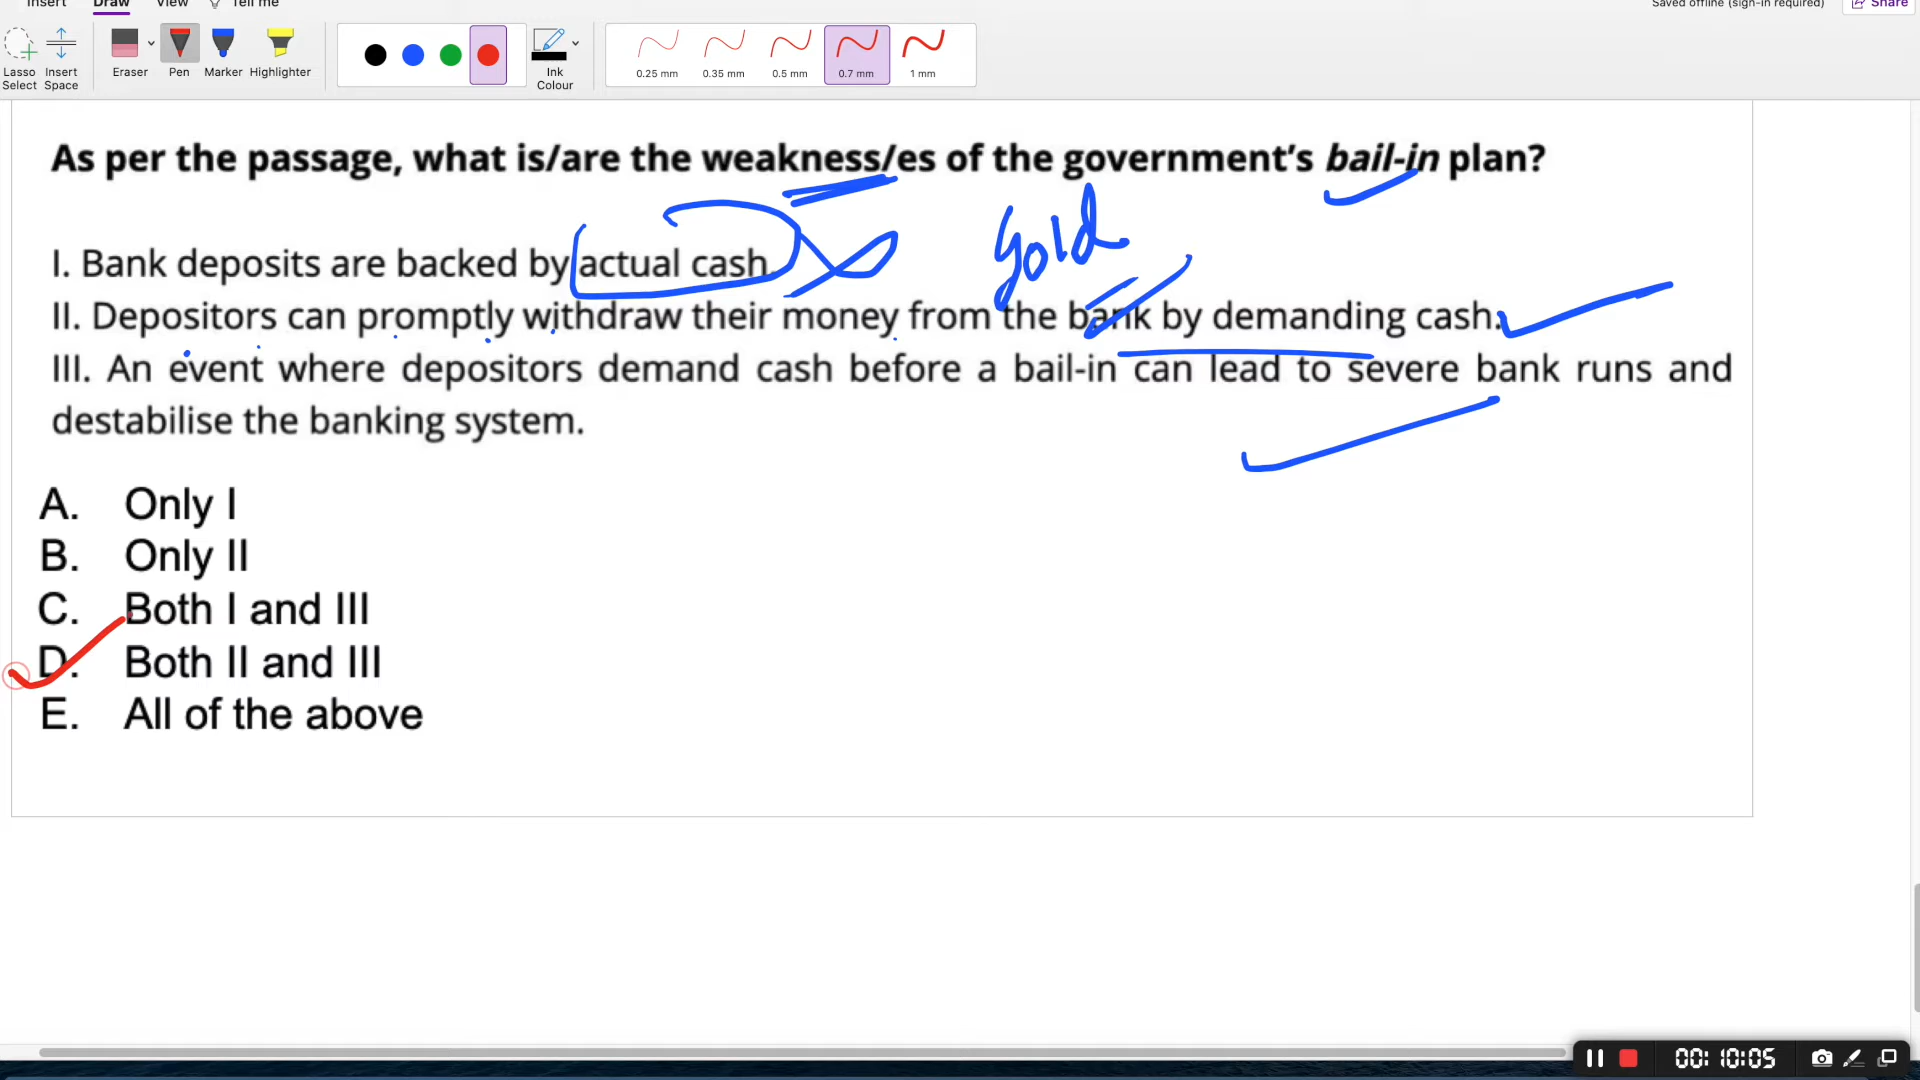 Insert Draw View Tell me Saved offline (sign-in required) Share
Lasso Select Insert Space Eraser Pen Marker Highlighter Ink Colour 0.25 mm 0.35 mm 0.5 mm 0.7 mm 1 mm
As per the passage, what is/are the weakness/es of the government's bail-in plan?
gold
I. Bank deposits are backed by actual cash.
II. Depositors can promptly withdraw their money from the bank by demanding cash.
III. An event where depositors demand cash before a bail-in can lead to severe bank runs and
destabilise the banking system.
A. Only I
B. Only II
C. Both I and III
D. Both II and III
E. All of the above
00:10:05